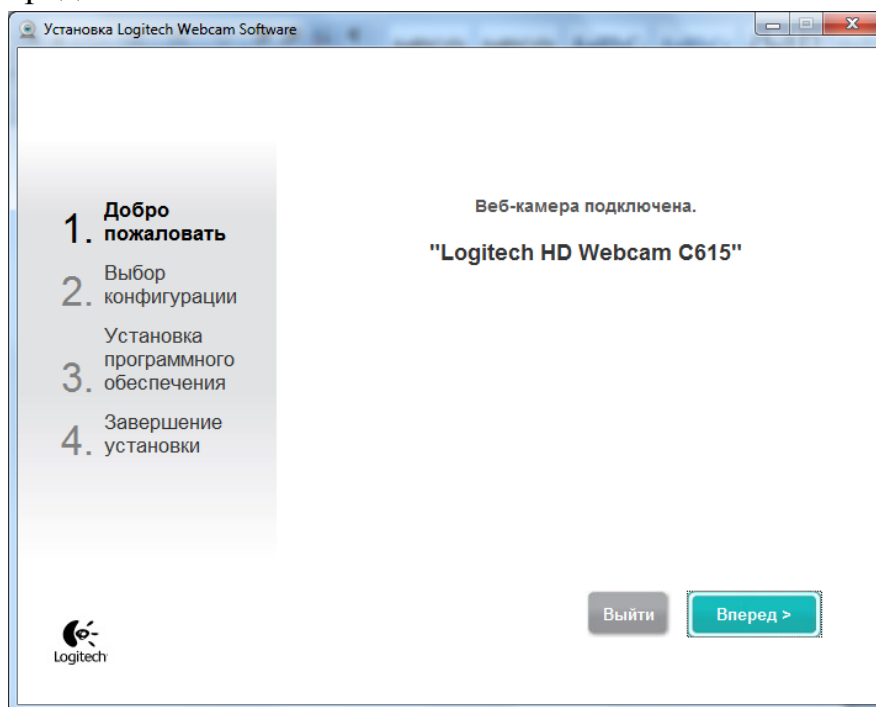 Установка Logitech Webcam Software
1. Добро
пожаловать
2. Выбор
конфигурации
3. Установка
программного
обеспечения
4. Завершение
установки
Веб-камера подключена.
"Logitech HD Webcam C615"
Выйти
Вперед >
Logitech